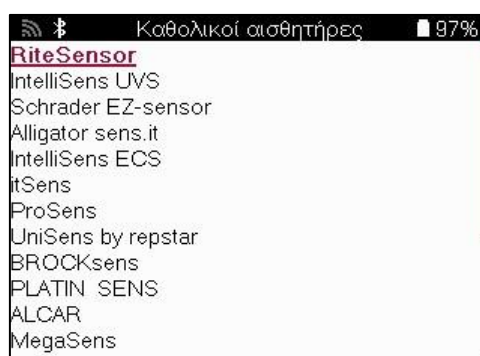 Καθολικοί αισθητήρες 97%
RiteSensor
IntelliSens UVS
Schrader EZ-sensor
Alligator sens.it
IntelliSens ECS
itSens
ProSens
UniSens by repstar
BROCKsens
PLATIN SENS
ALCAR
MegaSens